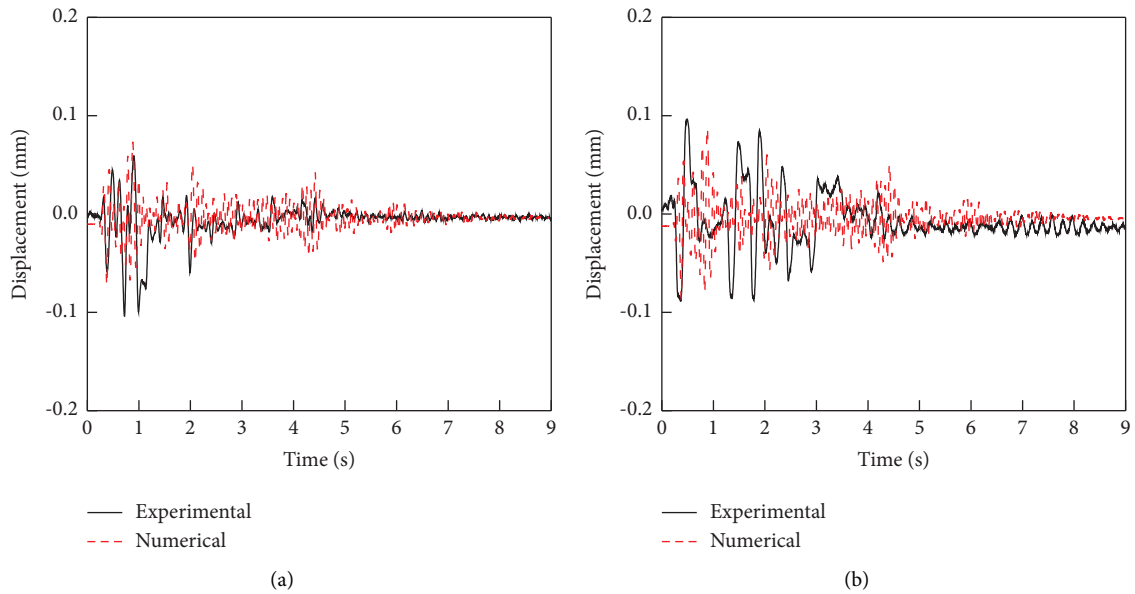 0.2
0.1
0.0
-0.1
-0.2
Displacement (mm)
0 1 2 3 4 5 6 7 8 9
Time (s)
Experimental
Numerical
(a)
0.2
0.1
0.0
-0.1
-0.2
Displacement (mm)
0 1 2 3 4 5 6 7 8 9
Time (s)
Experimental
Numerical
(b)